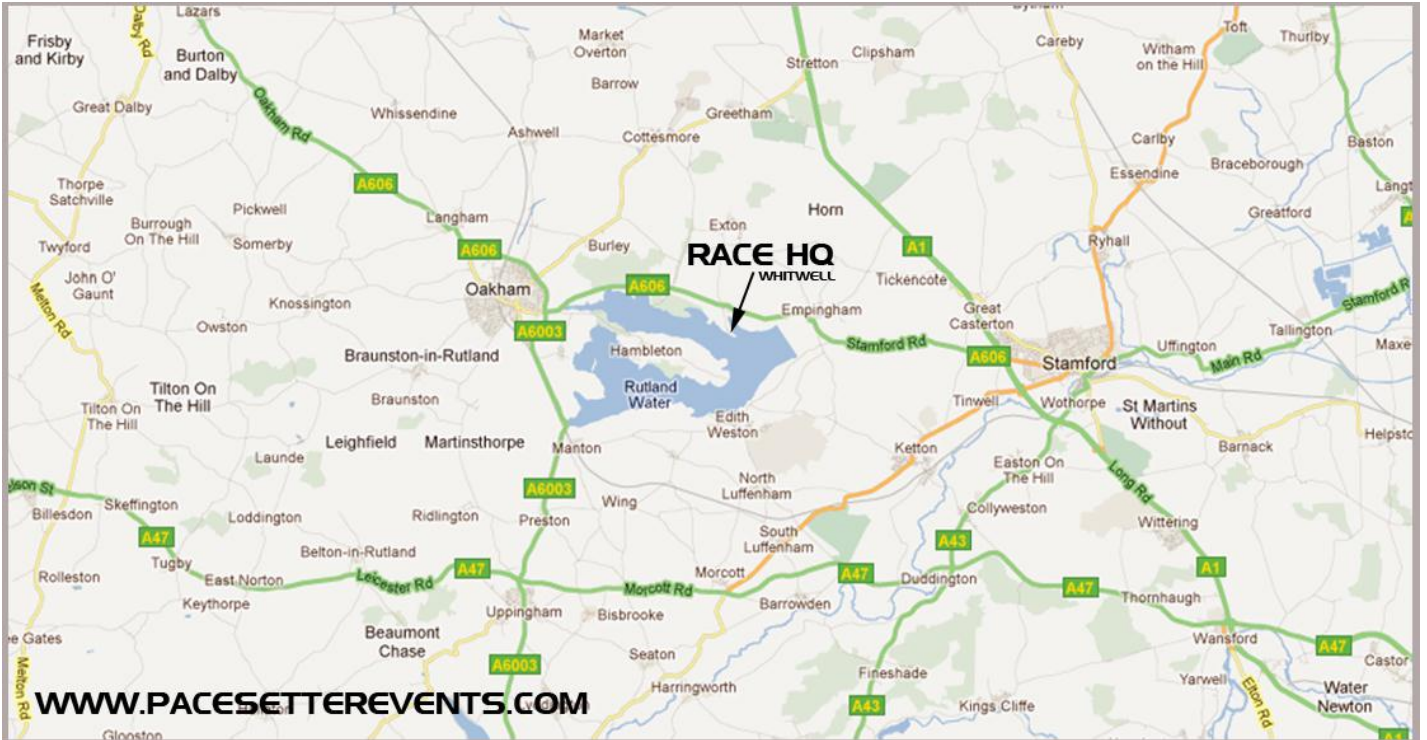 Lazars
Dalby Rd
Frisby
and Kirby
Burton
and Dalby
Market
Overton
Clipsham
Careby
Toft
Thurlby
Witham
on the Hill
Stretton
Barrow
Great Dalby
Oakham Rd
Whissendine
Greetham
Ashwell
Cottesmore
Carlby
Baston
Braceborough
Essendine
A606
Thorpe
Satchville
Pickwell
Langham
Horn
Greatford
Burrough
On The Hill
Exton
Twyford
Somerby
A606
Burley
RACE HQ
WHITWELL
A1
Ryhall
John O'
Gaunt
Oakham
A606
Tickencote
Melton Rd
Knossington
Empingham
Great
Casterton
Owston
A6003
Tallington
Stamford Rd
Braunston-in-Rutland
Hambleton
A606
Stamford
Uffington
Main Rd
Tilton On
The Hill
Braunston
Rutland
Water
Tinwell
Wothorpe
St Martins
Without
Tilton On
The Hill
Edith
Weston
Leighfield
Martinsthorpe
Manton
Ketton
Barnack
Launde
Easton On
The Hill
Long Rd
A6003
North
Luffenham
Skeffington
Billesdon
Loddington
Ridlington
Preston
Wing
Collyweston
Wittering
A47
South
Luffenham
A43
Belton-in-Rutland
Tugby
A47
Morcott
A47
Duddington
A1
Rolleston
East Norton
Leicester Rd
Morcott Rd
A47
Thornhaugh
Keythorpe
Uppingham
Bisbrooke
Barrowden
Beaumont
Chase
Wansford
A47
Castor
Seaton
A6003
Harringworth
Fineshade
Yarwell
Water
Newton
Melton Rd
WWW.PACESETTEREVENTS.COM
A43
Kings Cliffe
Elton Rd
A1
Glooston